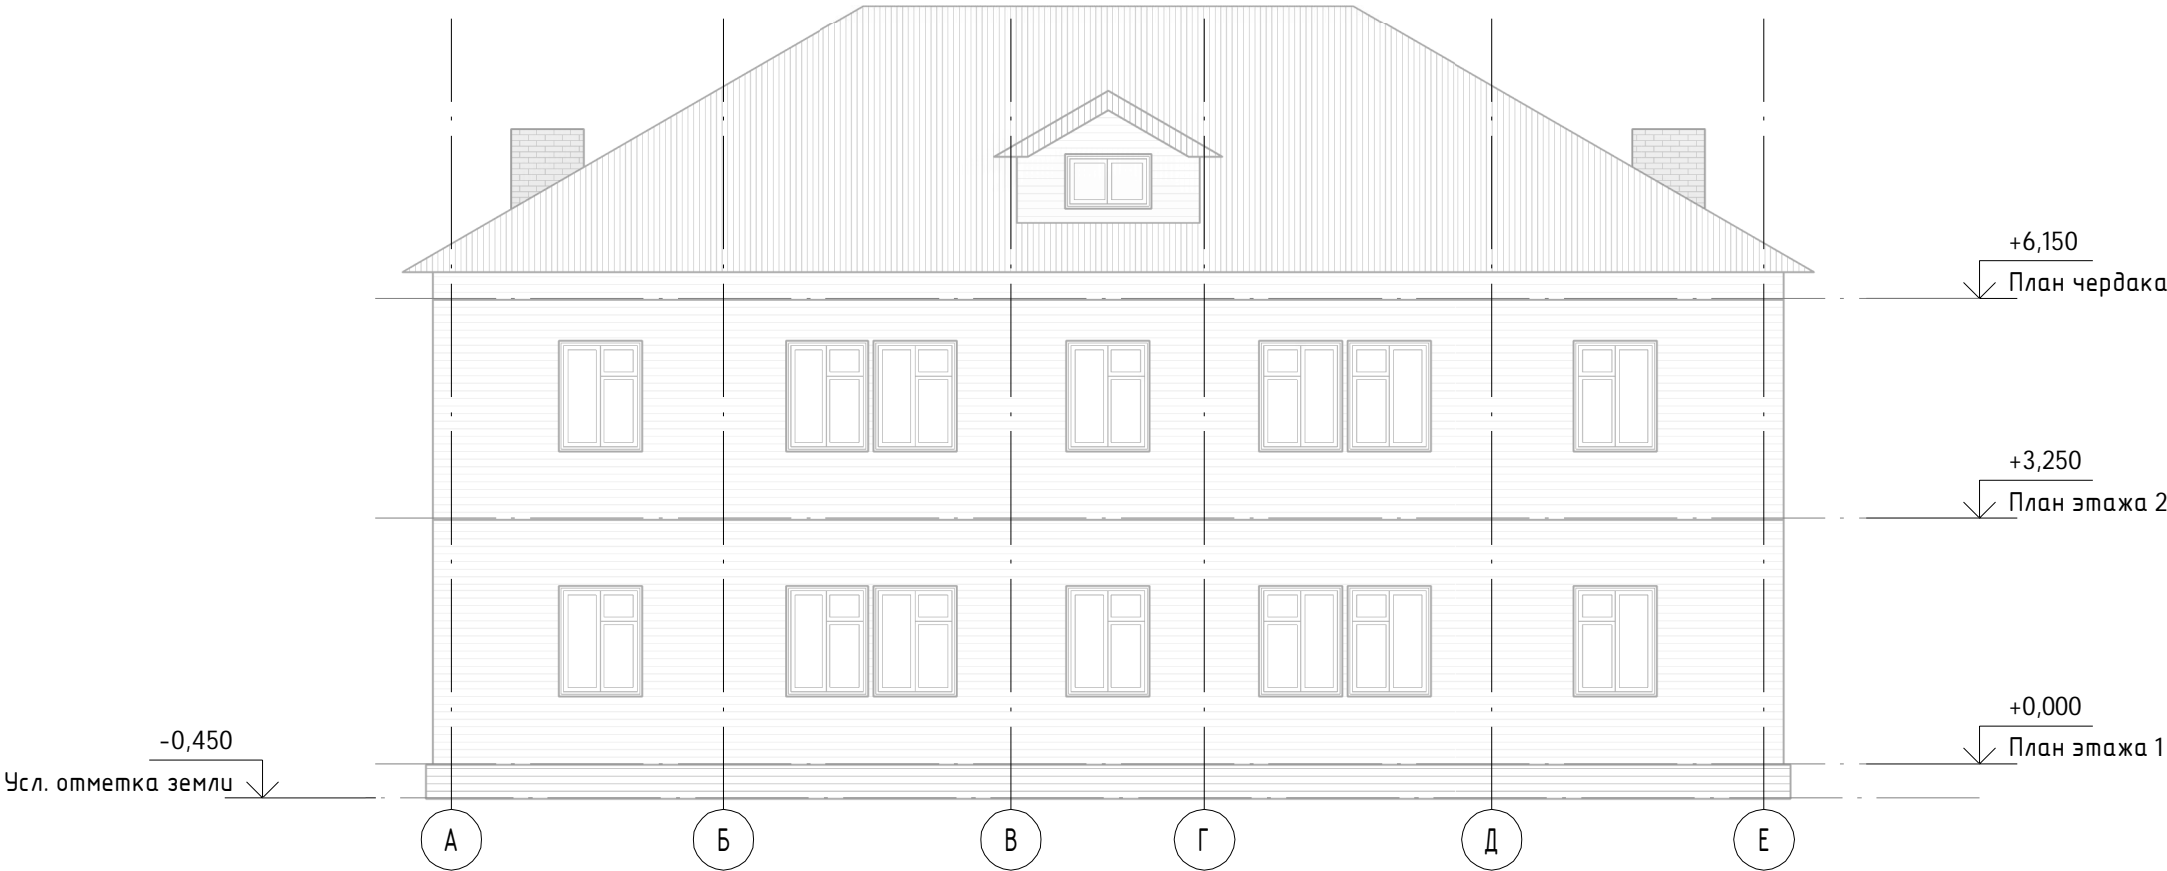 +6,150
План чердака
+3,250
План этажа 2
+0,000
План этажа 1
-0,450
Усл. отметка земли
А Б В Г Д Е